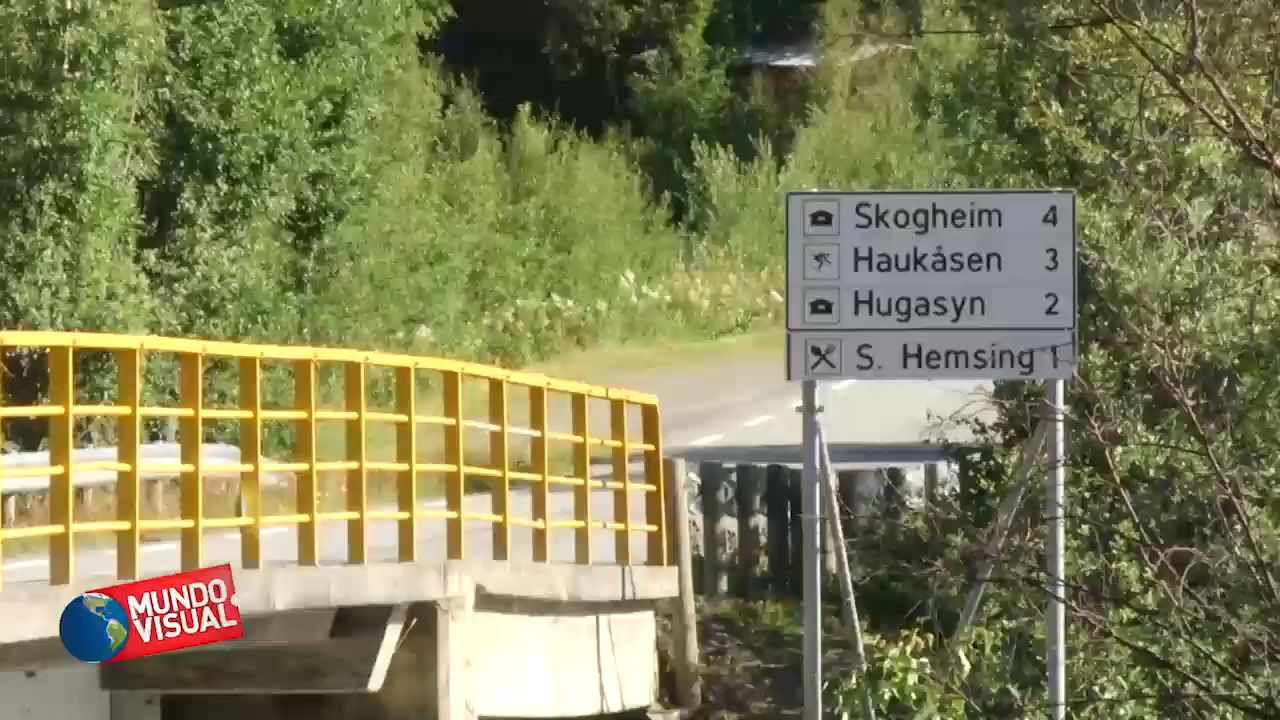 Skogheim 4
Haukåsen 3
Hugasyn 2
S. Hemsing 1
MUNDO
VISUAL